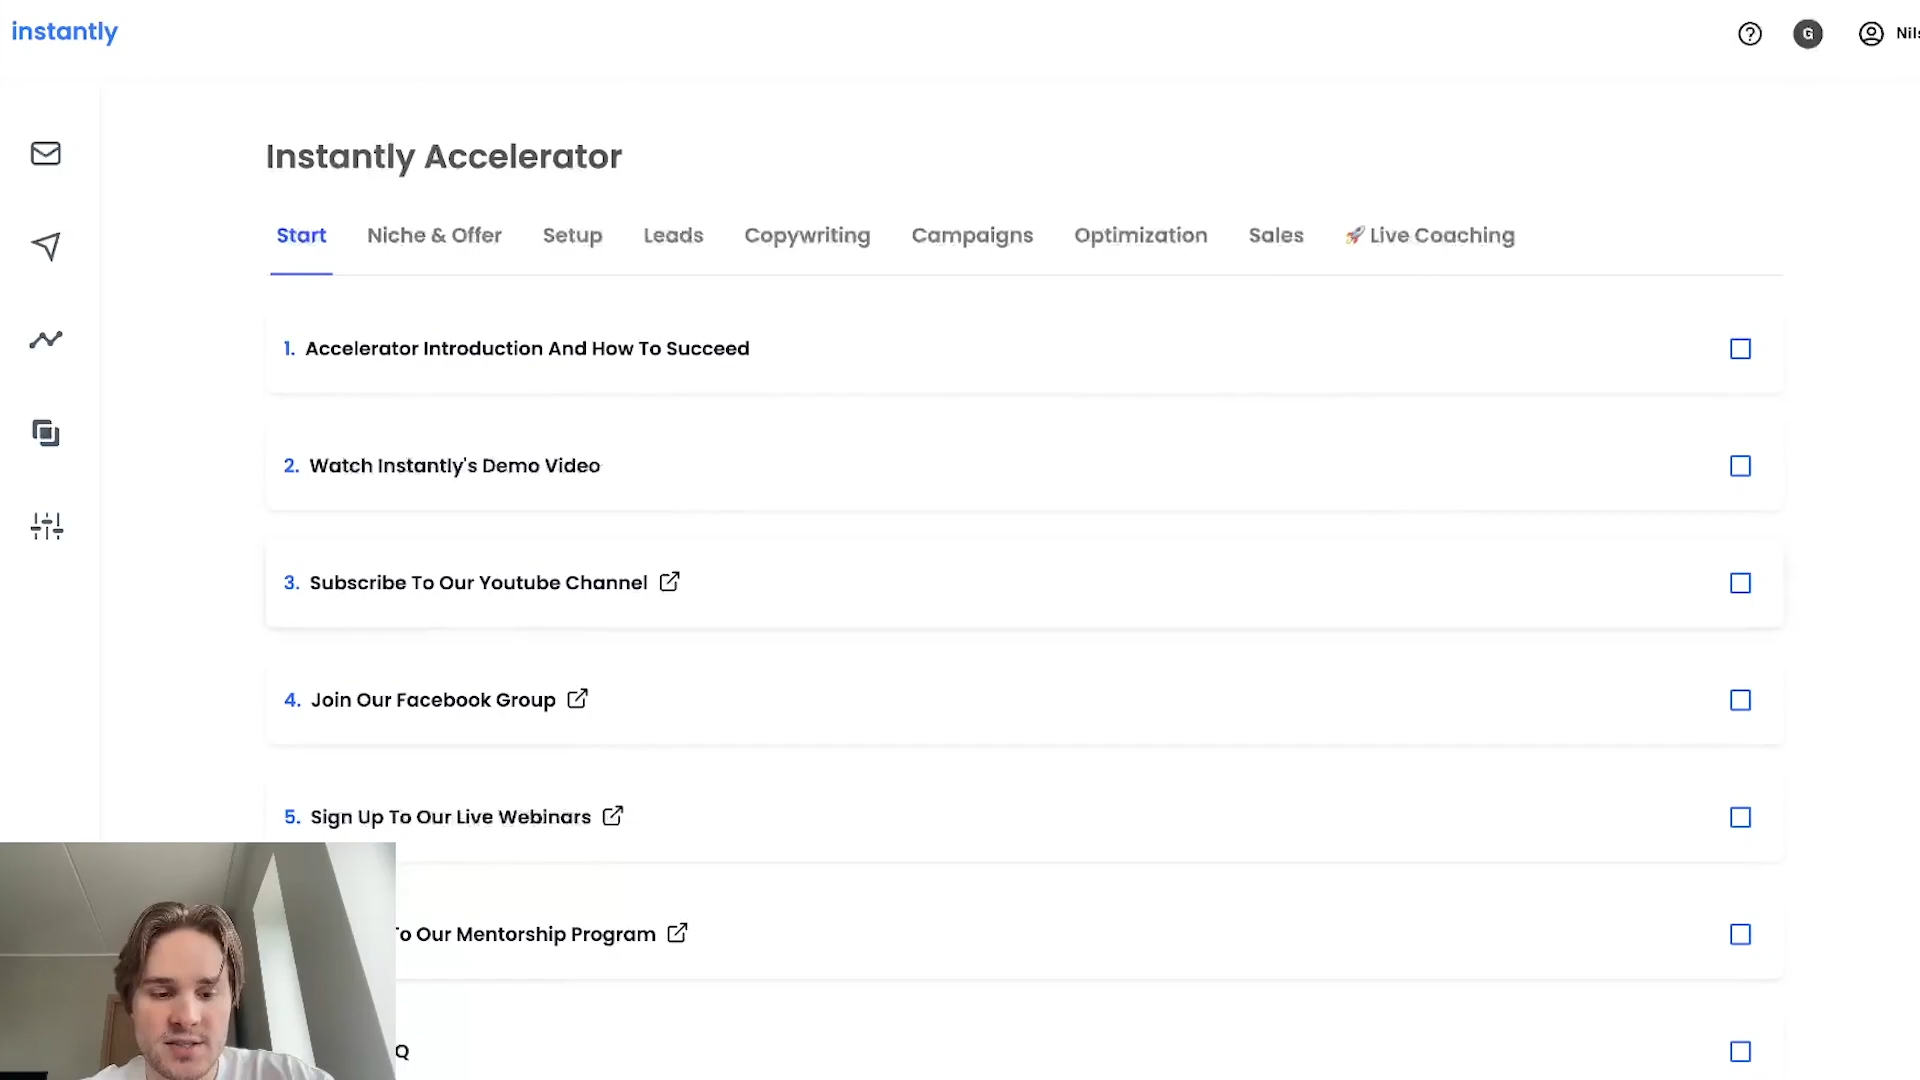 instantly
G
Nils
Instantly Accelerator
Start Niche & Offer Setup Leads Copywriting Campaigns Optimization Sales 🚀 Live Coaching
1. Accelerator Introduction And How To Succeed
2. Watch Instantly's Demo Video
3. Subscribe To Our Youtube Channel
4. Join Our Facebook Group
5. Sign Up To Our Live Webinars
To Our Mentorship Program
Q